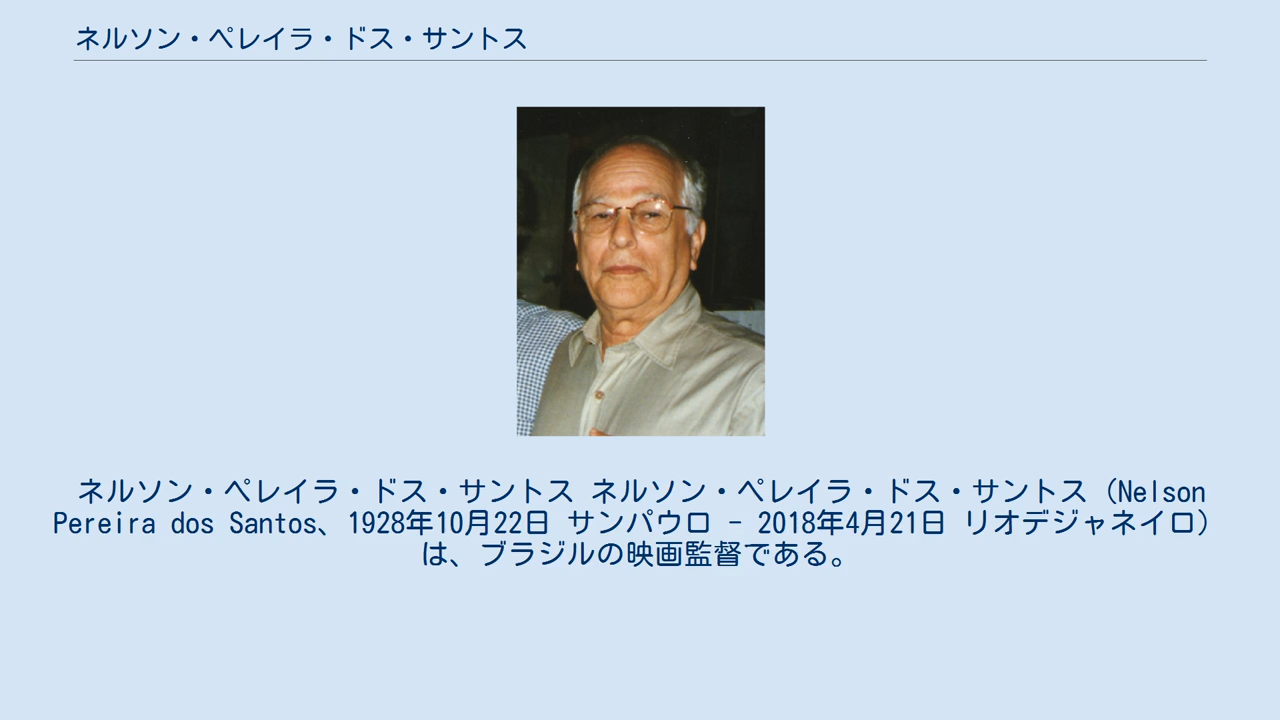 ネルソン・ペレイラ・ドス・サントス
ネルソン・ペレイラ・ドス・サントス ネルソン・ペレイラ・ドス・サントス (Nelson
Pereira dos Santos、1928年10月22日 サンパウロ - 2018年4月21日 リオデジャネイロ)
は、ブラジルの映画監督である。